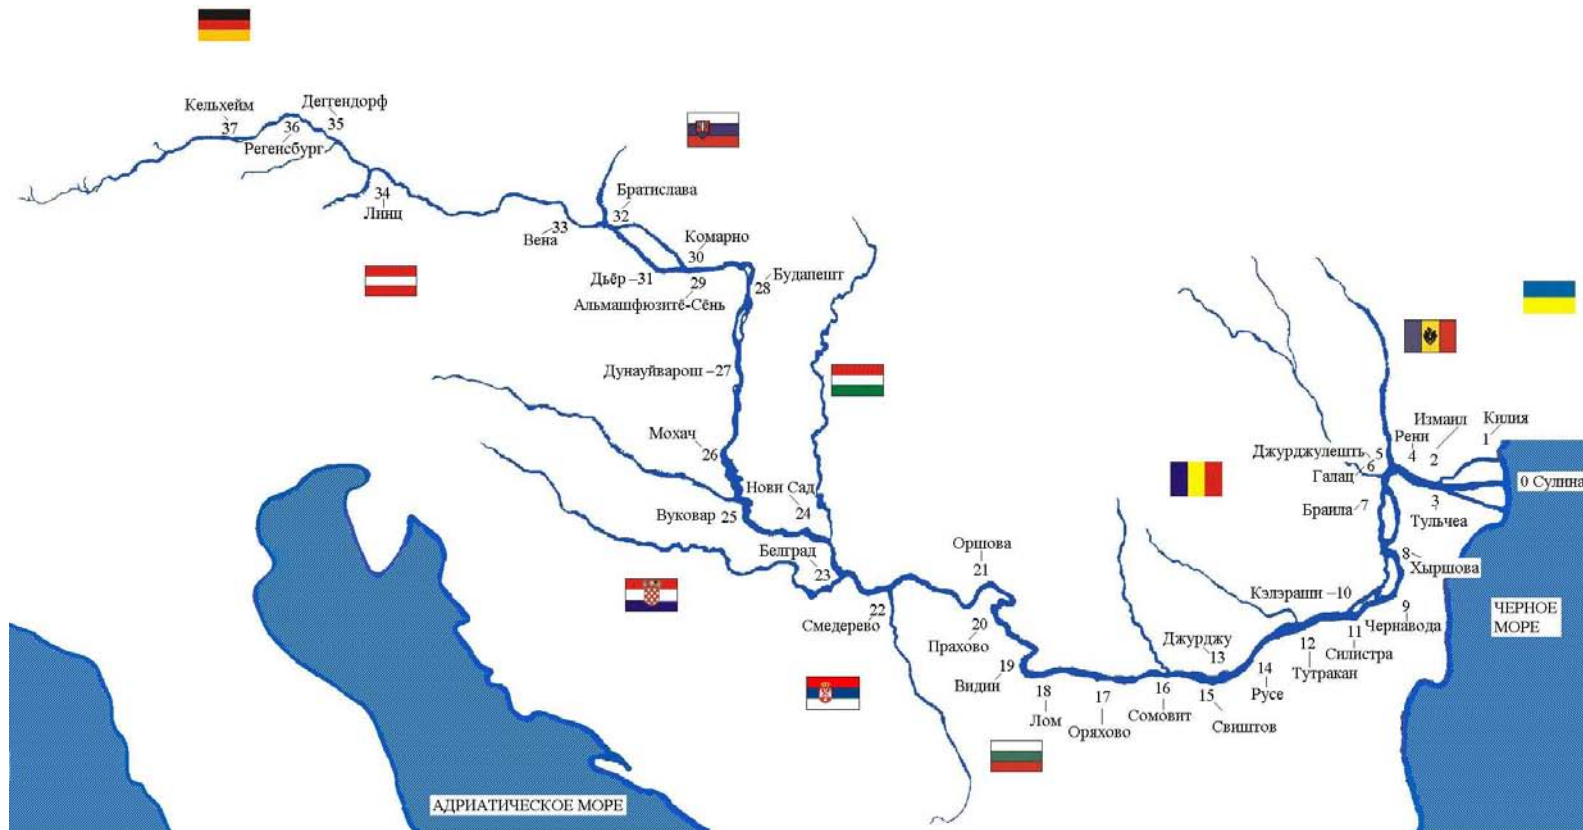 Кельхейм
37
36
Регенсбург
Деггендорф
35
34
Линц
Вена
33
Братислава
32
Дьёр –31
Комарно
30
29
Альмашфюзитё-Сёнь
28
Будапешт
Дунауйварош –27
Мохач
26
Вуковар
25
Нови Сад
24
Белград
23
Смедерево
22
Оршова
21
20
Прахово
19
Видин
18
Лом
17
Оряхово
16
Сомовит
15
Свиштов
14
Русе
Джурджу
13
12
Тутракан
11
Силистра
Кэлэраши –10
9
Чернавода
8
Хыршова
Браила
7
Галац
6
Джурджулешть
5
Рени
4
3
Тульчеа
Измаил
2
Килия
1
0 Сулина
ЧЕРНОЕ
МОРЕ
АДРИАТИЧЕСКОЕ МОРЕ